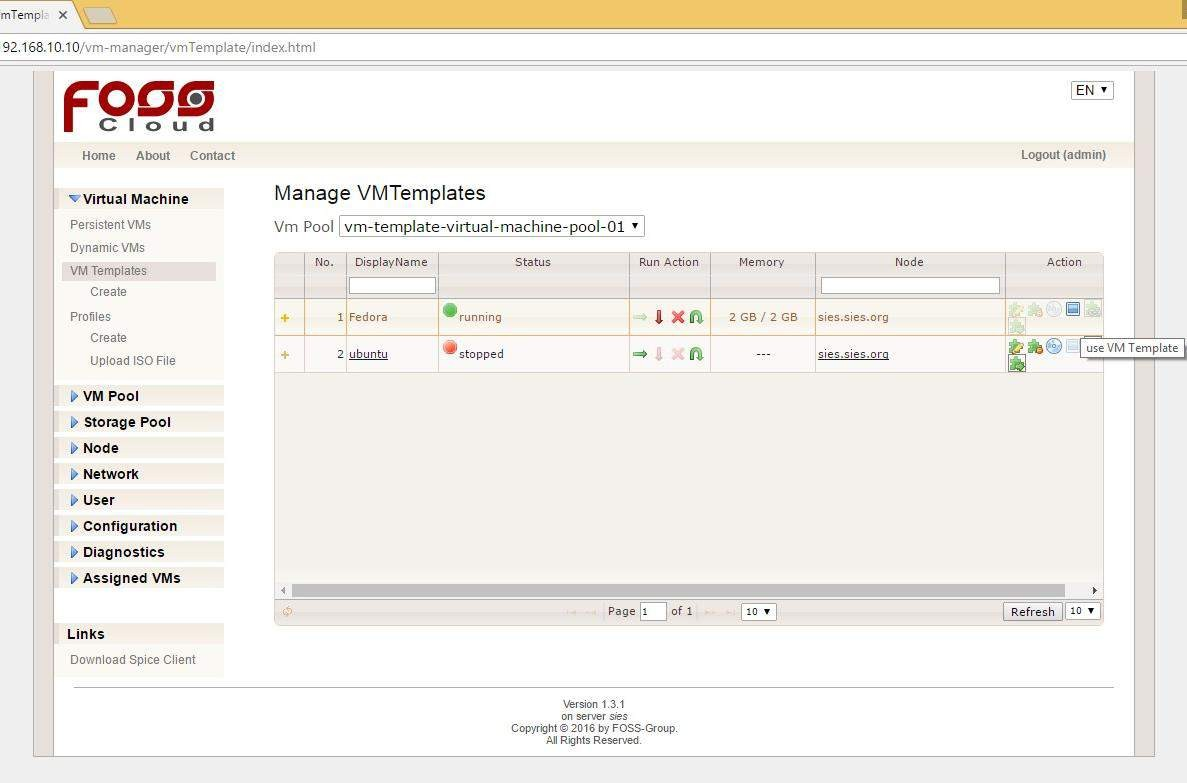 mTempla
92.168.10.10/vm-manager/vmTemplate/index.html
FOSS
Cloud
EN
Home About Contact
Logout (admin)
Virtual Machine
Persistent VMs
Dynamic VMs
VM Templates
Create
Profiles
Create
Upload ISO File
VM Pool
Storage Pool
Node
Network
User
Configuration
Diagnostics
Assigned VMs
Links
Download Spice Client
Manage VMTemplates
Vm Pool vm-template-virtual-machine-pool-01
No. DisplayName Status Run Action Memory Node Action
1 Fedora running 2 GB / 2 GB sies.sies.org
2 ubuntu stopped --- sies.sies.org
use VM Template
Page 1 of 1 10 Refresh 10
Version 1.3.1
on server sies
Copyright © 2016 by FOSS-Group.
All Rights Reserved.